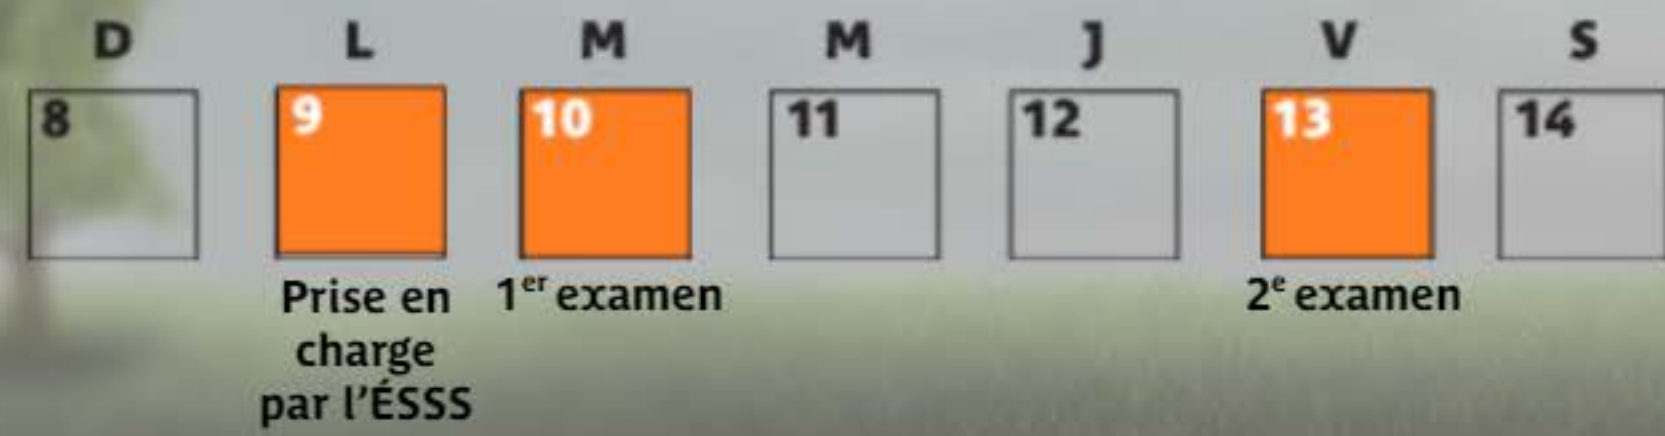 D L M M J V S
8 9 10 11 12 13 14
Prise en 1er examen 2e examen
charge
par l'ÉSSS